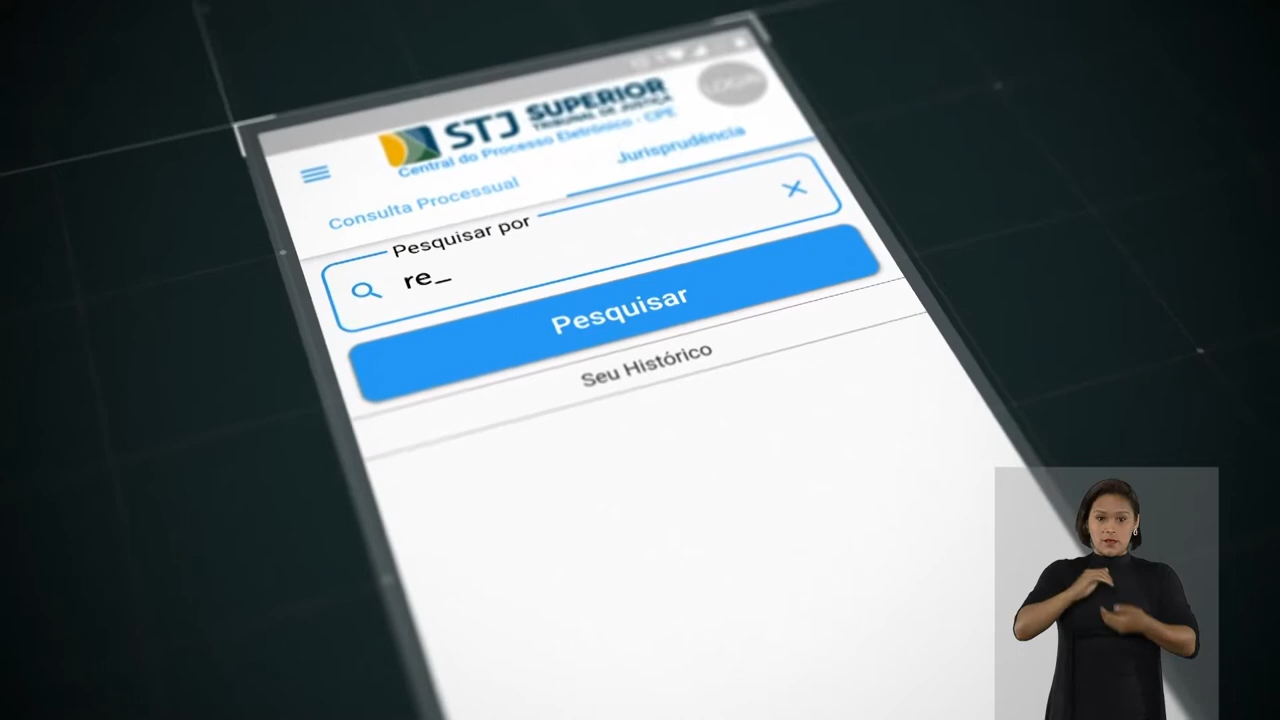 STJ SUPERIOR
TRIBUNAL DE JUSTIÇA
LOGIN
Central do Processo Eletrônico - CPE
Consulta Processual
Jurisprudência
Pesquisar por
re_
Pesquisar
Seu Histórico